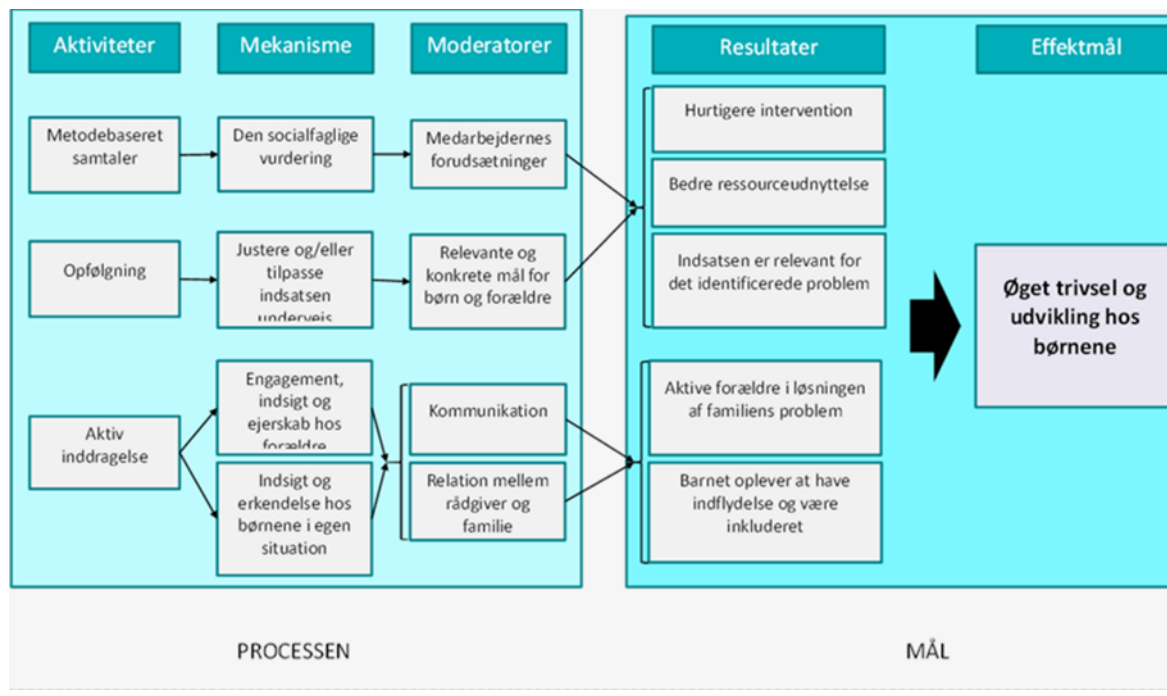 Aktiviteter
Mekanisme
Moderatorer
Resultater
Effektmål
Metodebaseret
samtaler
Den socialfaglige
vurdering
Medarbejdernes
forudsætninger
Hurtigere intervention
Bedre ressourceudnyttelse
Indsatsen er relevant for
det identificerede problem
Opfølgning
Justere og/eller
tilpasse
indsatsen
undervejs
Relevante og
konkrete mål for
børn og forældre
Øget trivsel og
udvikling hos
børnene
Aktiv
inddragelse
Engagement,
indsigt og
ejerskab hos
forældre
Indsigt og
erkendelse hos
børnene i egen
situation
Kommunikation
Relation mellem
rådgiver og
familie
Aktive forældre i løsningen
af familiens problem
Barnet oplever at have
indflydelse og være
inkluderet
PROCESSEN
MÅL